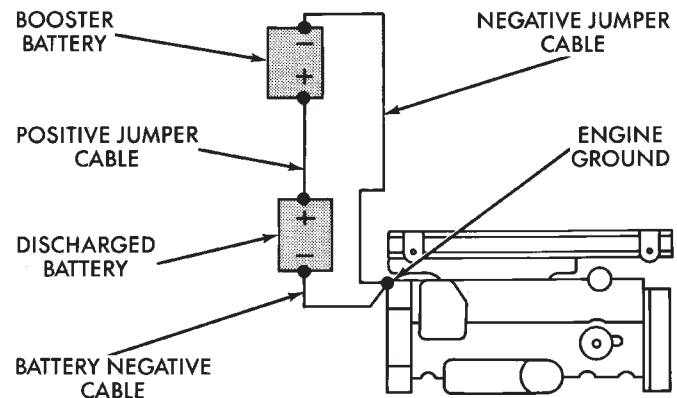 BOOSTER
BATTERY
NEGATIVE JUMPER
CABLE
−
+
POSITIVE JUMPER
CABLE
ENGINE
GROUND
+
−
DISCHARGED
BATTERY
BATTERY NEGATIVE
CABLE